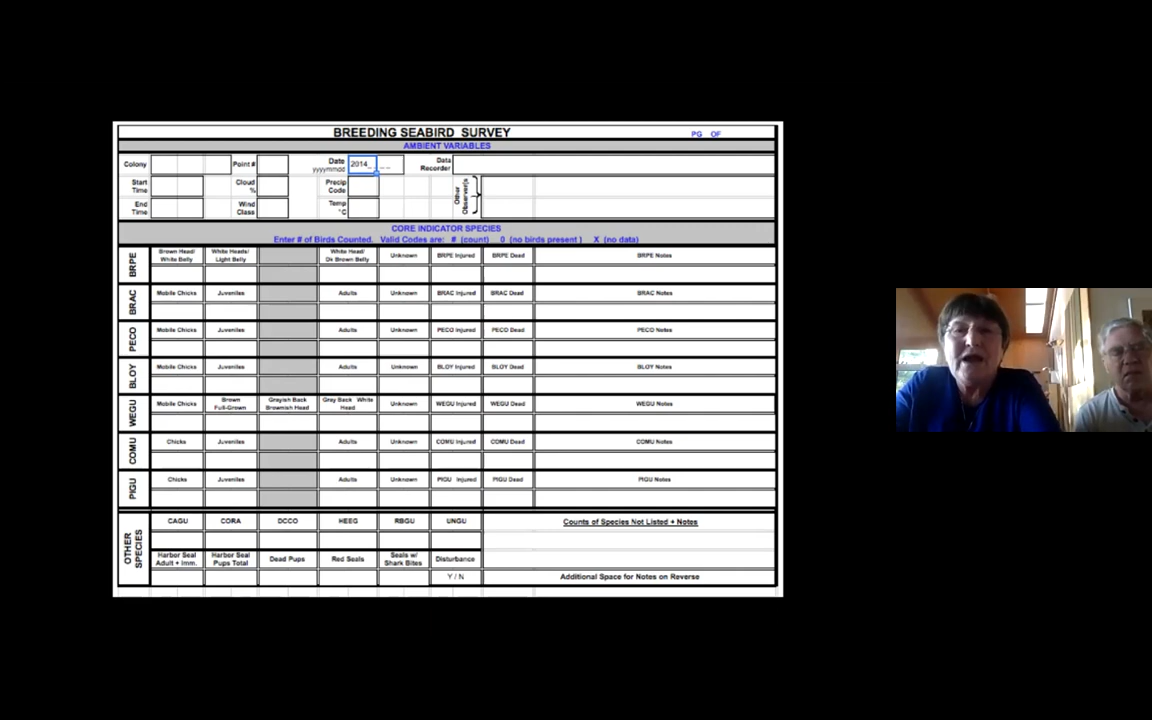 BREEDING SEABIRD SURVEY
PG OF
AMBIENT VARIABLES
Colony Point # Date yyyymmdd 2014_ _ _ _ Data Recorder
Start Time Cloud % Precip Code Other Observer(s)
End Time Wind Class Temp °C
CORE INDICATOR SPECIES
Enter # of Birds Counted. Valid Codes are: # (count) 0 (no birds present ) X (no data)
BRPE Brown Head/ White Belly White Heads/ Light Belly White Head/ Dk Brown Belly Unknown BRPE Injured BRPE Dead BRPE Notes
BRAC Mobile Chicks Juveniles Adults Unknown BRAC Injured BRAC Dead BRAC Notes
PECO Mobile Chicks Juveniles Adults Unknown PECO Injured PECO Dead PECO Notes
BLOY Mobile Chicks Juveniles Adults Unknown BLOY Injured BLOY Dead BLOY Notes
WEGU Mobile Chicks Brown Full-Grown Grayish Back Brownish Head Gray Back White Head Unknown WEGU Injured WEGU Dead WEGU Notes
COMU Chicks Juveniles Adults Unknown COMU Injured COMU Dead COMU Notes
PIGU Chicks Juveniles Adults Unknown PIGU Injured PIGU Dead PIGU Notes
OTHER SPECIES CAGU CORA DCCO HEEG RBGU UNGU Counts of Species Not Listed + Notes
Harbor Seal Adult + Imm. Harbor Seal Pups Total Dead Pups Red Seals Seals w/ Shark Bites Disturbance
Y / N Additional Space for Notes on Reverse